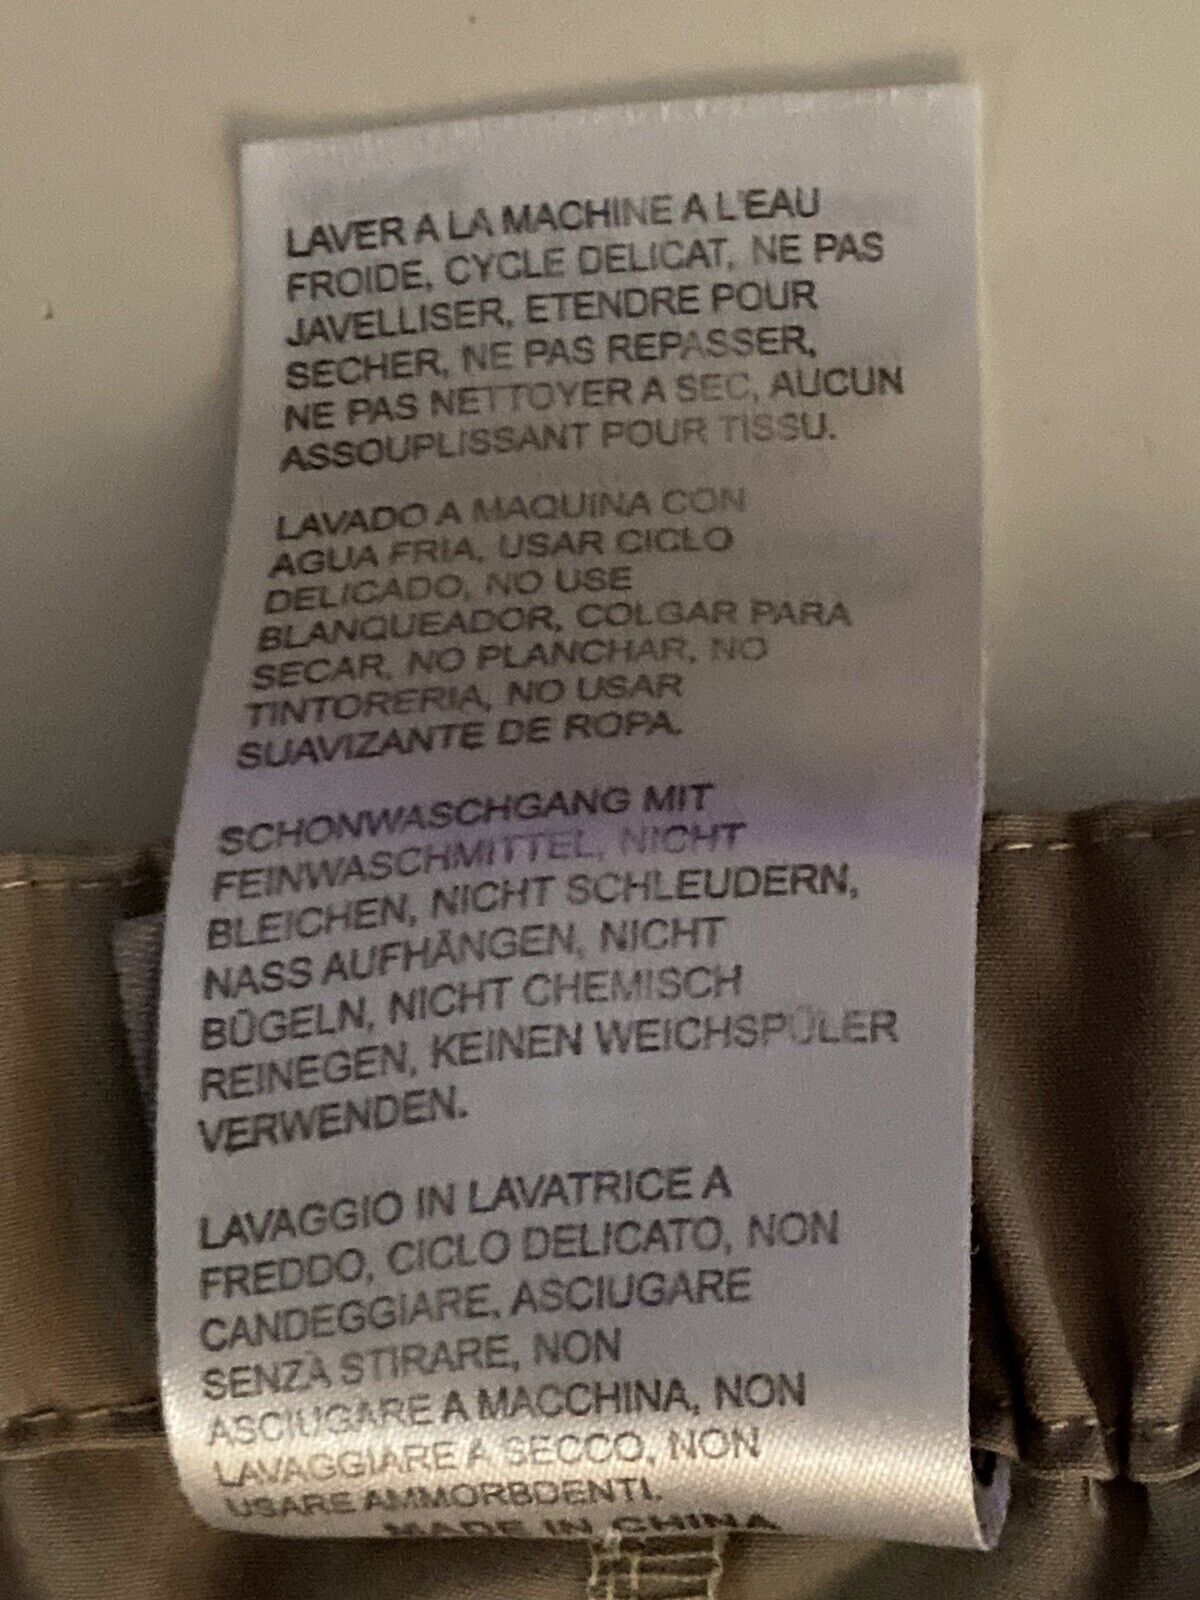 LAVER A LA MACHINE A L'EAU
FROIDE, CYCLE DELICAT, NE PAS
JAVELLISER, ETENDRE POUR
SECHER, NE PAS REPASSER,
NE PAS NETTOYER A SEC, AUCUN
ASSOUPLISSANT POUR TISSU.
LAVADO A MAQUINA CON
AGUA FRIA, USAR CICLO
DELICADO, NO USE
BLANQUEADOR, COLGAR PARA
SECAR, NO PLANCHAR, NO
TINTORERIA, NO USAR
SUAVIZANTE DE ROPA.
SCHONWASCHGANG MIT
FEINWASCHMITTEL, NICHT
BLEICHEN, NICHT SCHLEUDERN,
NASS AUFHÄNGEN, NICHT
BÜGELN, NICHT CHEMISCH
REINEGEN, KEINEN WEICHSPÜLER
VERWENDEN.
LAVAGGIO IN LAVATRICE A
FREDDO, CICLO DELICATO, NON
CANDEGGIARE, ASCIUGARE
SENZA STIRARE, NON
ASCIUGARE A MACCHINA, NON
LAVAGGIARE A SECCO, NON
USARE AMMORBDENTI.
MADE IN CHINA